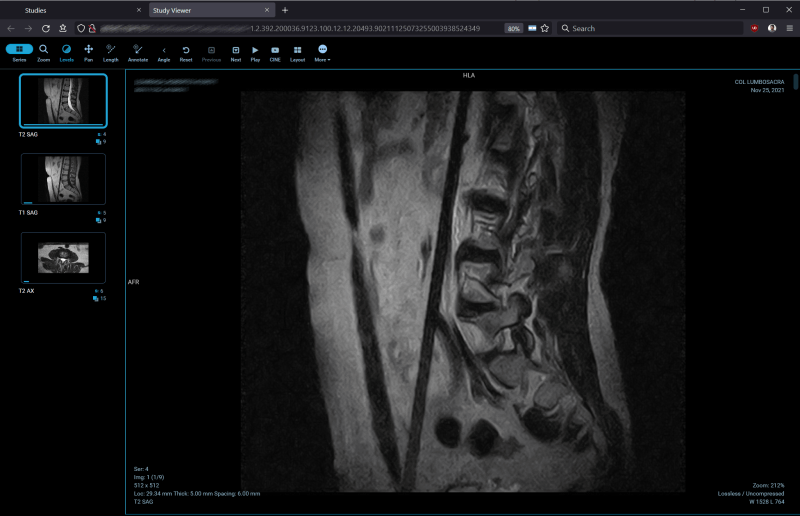 Studies
Study Viewer
1.2.392.200036.9123.100.12.12.20493.90211125073255003938524349
80%
Search
Series
Zoom
Levels
Pan
Length
Annotate
Angle
Reset
Previous
Next
Play
CINE
Layout
More
T2 SAG
S: 4
9
T1 SAG
S: 5
9
T2 AX
S: 6
15
HLA
COL LUMBOSACRA
Nov 25, 2021
AFR
Ser: 4
Img: 1 (1/9)
512 x 512
Loc: 29.34 mm Thick: 5.00 mm Spacing: 6.00 mm
T2 SAG
Zoom: 212%
Lossless / Uncompressed
W 1528 L 764